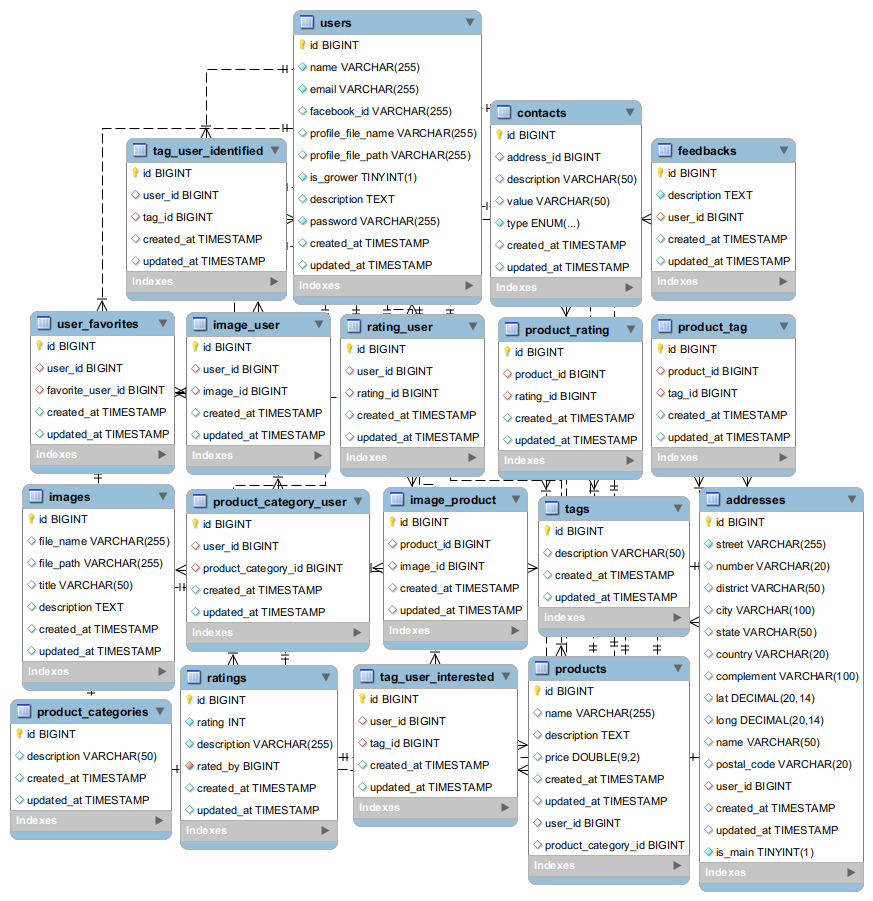 users
id BIGINT
name VARCHAR(255)
email VARCHAR(255)
facebook_id VARCHAR(255)
profile_file_name VARCHAR(255)
profile_file_path VARCHAR(255)
is_grower TINYINT(1)
description TEXT
password VARCHAR(255)
created_at TIMESTAMP
updated_at TIMESTAMP
Indexes
contacts
id BIGINT
address_id BIGINT
description VARCHAR(50)
value VARCHAR(50)
type ENUM(...)
created_at TIMESTAMP
updated_at TIMESTAMP
Indexes
tag_user_identified
id BIGINT
user_id BIGINT
tag_id BIGINT
created_at TIMESTAMP
updated_at TIMESTAMP
Indexes
feedbacks
id BIGINT
description TEXT
user_id BIGINT
created_at TIMESTAMP
updated_at TIMESTAMP
Indexes
user_favorites
id BIGINT
user_id BIGINT
favorite_user_id BIGINT
created_at TIMESTAMP
updated_at TIMESTAMP
Indexes
image_user
id BIGINT
user_id BIGINT
image_id BIGINT
created_at TIMESTAMP
updated_at TIMESTAMP
Indexes
rating_user
id BIGINT
user_id BIGINT
rating_id BIGINT
created_at TIMESTAMP
updated_at TIMESTAMP
Indexes
product_rating
id BIGINT
product_id BIGINT
rating_id BIGINT
created_at TIMESTAMP
updated_at TIMESTAMP
Indexes
product_tag
id BIGINT
product_id BIGINT
tag_id BIGINT
created_at TIMESTAMP
updated_at TIMESTAMP
Indexes
images
id BIGINT
file_name VARCHAR(255)
file_path VARCHAR(255)
title VARCHAR(50)
description TEXT
created_at TIMESTAMP
updated_at TIMESTAMP
Indexes
product_category_user
id BIGINT
user_id BIGINT
product_category_id BIGINT
created_at TIMESTAMP
updated_at TIMESTAMP
Indexes
image_product
id BIGINT
product_id BIGINT
image_id BIGINT
created_at TIMESTAMP
updated_at TIMESTAMP
Indexes
tags
id BIGINT
description VARCHAR(50)
created_at TIMESTAMP
updated_at TIMESTAMP
Indexes
addresses
id BIGINT
street VARCHAR(255)
number VARCHAR(20)
district VARCHAR(50)
city VARCHAR(100)
state VARCHAR(50)
country VARCHAR(20)
complement VARCHAR(100)
lat DECIMAL(20,14)
long DECIMAL(20,14)
name VARCHAR(50)
postal_code VARCHAR(20)
user_id BIGINT
created_at TIMESTAMP
updated_at TIMESTAMP
is_main TINYINT(1)
Indexes
product_categories
id BIGINT
description VARCHAR(50)
created_at TIMESTAMP
updated_at TIMESTAMP
Indexes
ratings
id BIGINT
rating INT
description VARCHAR(255)
rated_by BIGINT
created_at TIMESTAMP
updated_at TIMESTAMP
Indexes
tag_user_interested
id BIGINT
user_id BIGINT
tag_id BIGINT
created_at TIMESTAMP
updated_at TIMESTAMP
Indexes
products
id BIGINT
name VARCHAR(255)
description TEXT
price DOUBLE(9,2)
created_at TIMESTAMP
updated_at TIMESTAMP
user_id BIGINT
product_category_id BIGINT
Indexes